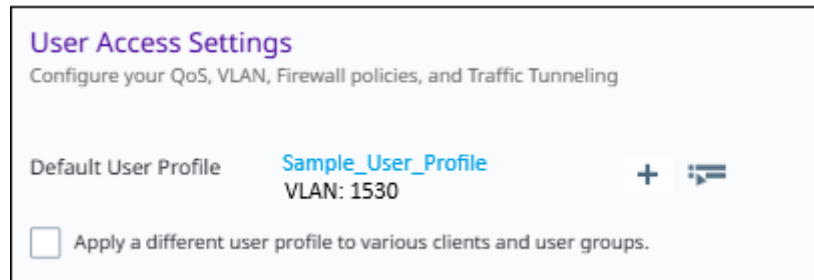 User Access Settings
Configure your QoS, VLAN, Firewall policies, and Traffic Tunneling
Default User Profile Sample_User_Profile
VLAN: 1530
Apply a different user profile to various clients and user groups.